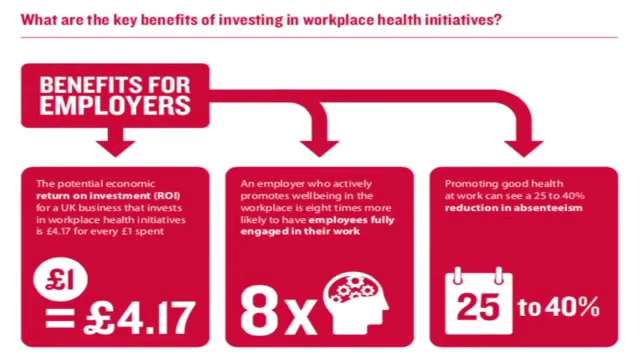 What are the key benefits of investing in workplace health initiatives?
BENEFITS FOR
EMPLOYERS
The potential economic
return on investment (ROI)
for a UK business that invests
in workplace health initiatives
is £4.17 for every £1 spent
£1
= £4.17
An employer who actively
promotes wellbeing in the
workplace is eight times more
likely to have employees fully
engaged in their work
8x
Promoting good health
at work can see a 25 to 40%
reduction in absenteeism
25 to 40%